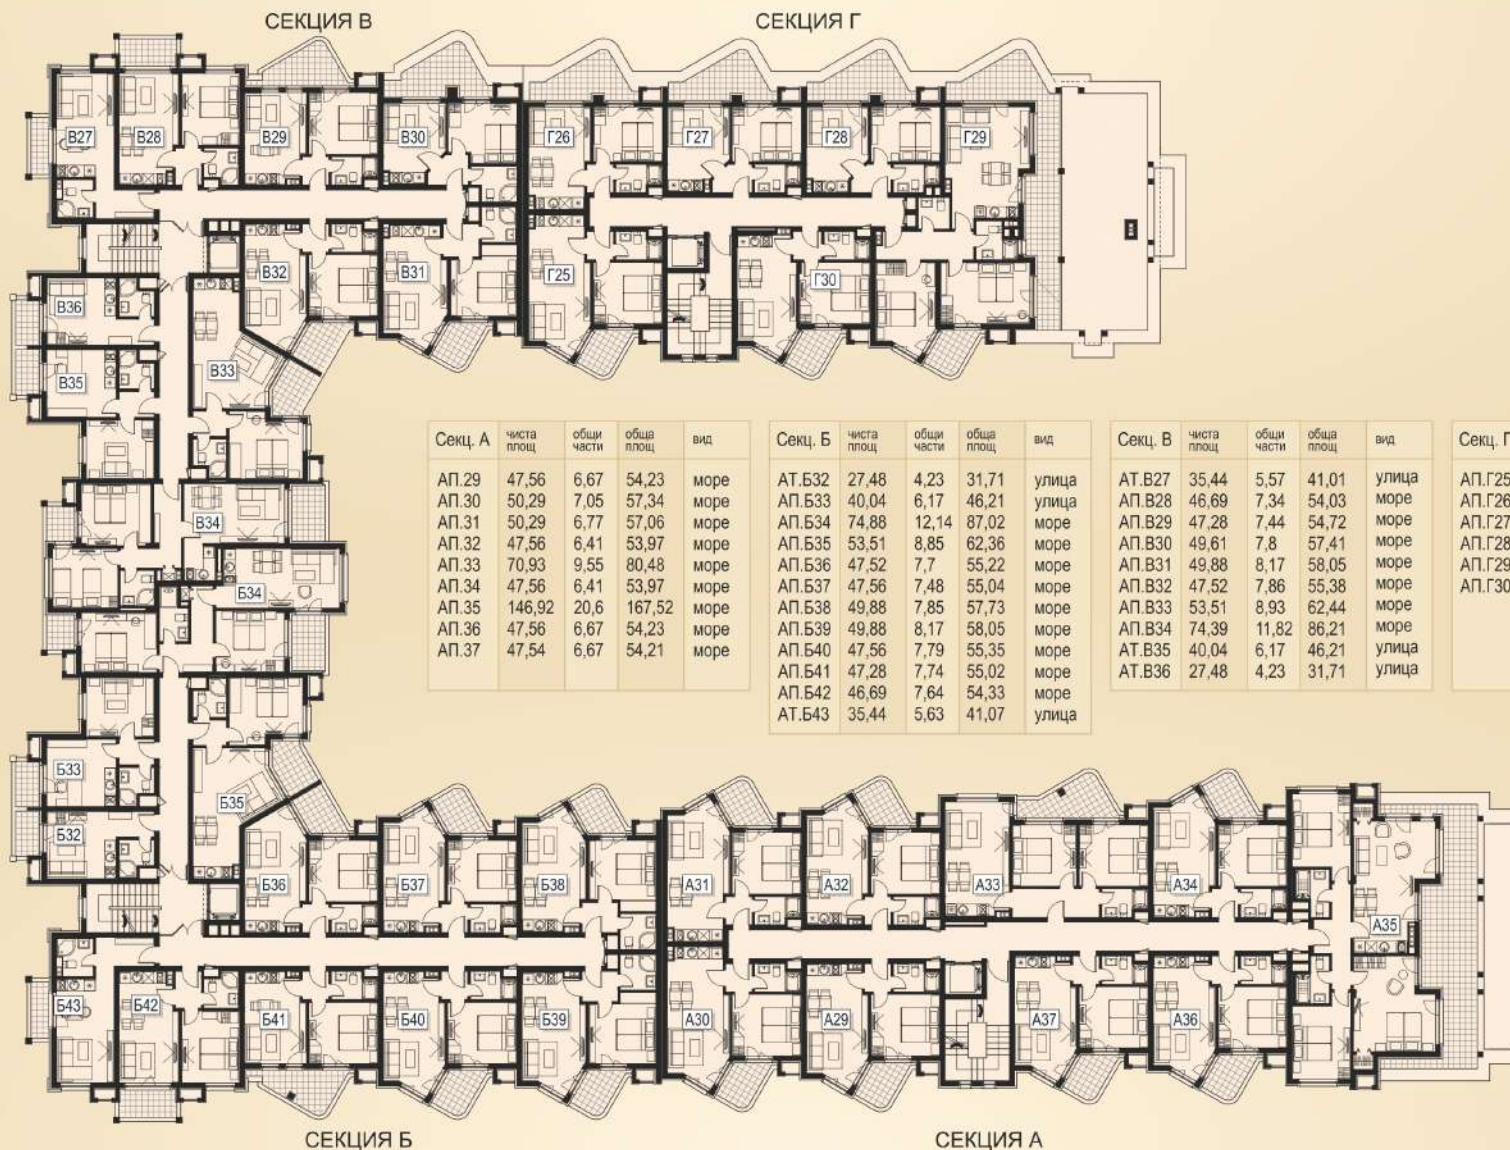 СЕКЦИЯ В
СЕКЦИЯ Г
В27
В28
В29
В30
Г26
Г27
Г28
Г29
В32
В31
Г25
Г30
В36
В35
В33
В34
Б34
Секц. А чиста площ общи части обща площ вид
АП.29 47,56 6,67 54,23 море
АП.30 50,29 7,05 57,34 море
АП.31 50,29 6,77 57,06 море
АП.32 47,56 6,41 53,97 море
АП.33 70,93 9,55 80,48 море
АП.34 47,56 6,41 53,97 море
АП.35 146,92 20,6 167,52 море
АП.36 47,56 6,67 54,23 море
АП.37 47,54 6,67 54,21 море
Секц. Б чиста площ общи части обща площ вид
АТ.Б32 27,48 4,23 31,71 улица
АП.Б33 40,04 6,17 46,21 улица
АП.Б34 74,88 12,14 87,02 море
АП.Б35 53,51 8,85 62,36 море
АП.Б36 47,52 7,7 55,22 море
АП.Б37 47,56 7,48 55,04 море
АП.Б38 49,88 7,85 57,73 море
АП.Б39 49,88 8,17 58,05 море
АП.Б40 47,56 7,79 55,35 море
АП.Б41 47,28 7,74 55,02 море
АП.Б42 46,69 7,64 54,33 море
АТ.Б43 35,44 5,63 41,07 улица
Секц. В чиста площ общи части обща площ вид
АТ.В27 35,44 5,57 41,01 улица
АП.В28 46,69 7,34 54,03 море
АП.В29 47,28 7,44 54,72 море
АП.В30 49,61 7,8 57,41 море
АП.В31 49,88 8,17 58,05 море
АП.В32 47,52 7,86 55,38 море
АП.В33 53,51 8,93 62,44 море
АП.В34 74,39 11,82 86,21 море
АТ.В35 40,04 6,17 46,21 улица
АТ.В36 27,48 4,23 31,71 улица
Секц. Г
АП.Г25
АП.Г26
АП.Г27
АП.Г28
АП.Г29
АП.Г30
Б33
Б32
Б35
Б36
Б37
Б38
А31
А32
А33
А34
А35
Б43
Б42
Б41
Б40
Б39
А30
А29
А37
А36
СЕКЦИЯ Б
СЕКЦИЯ А